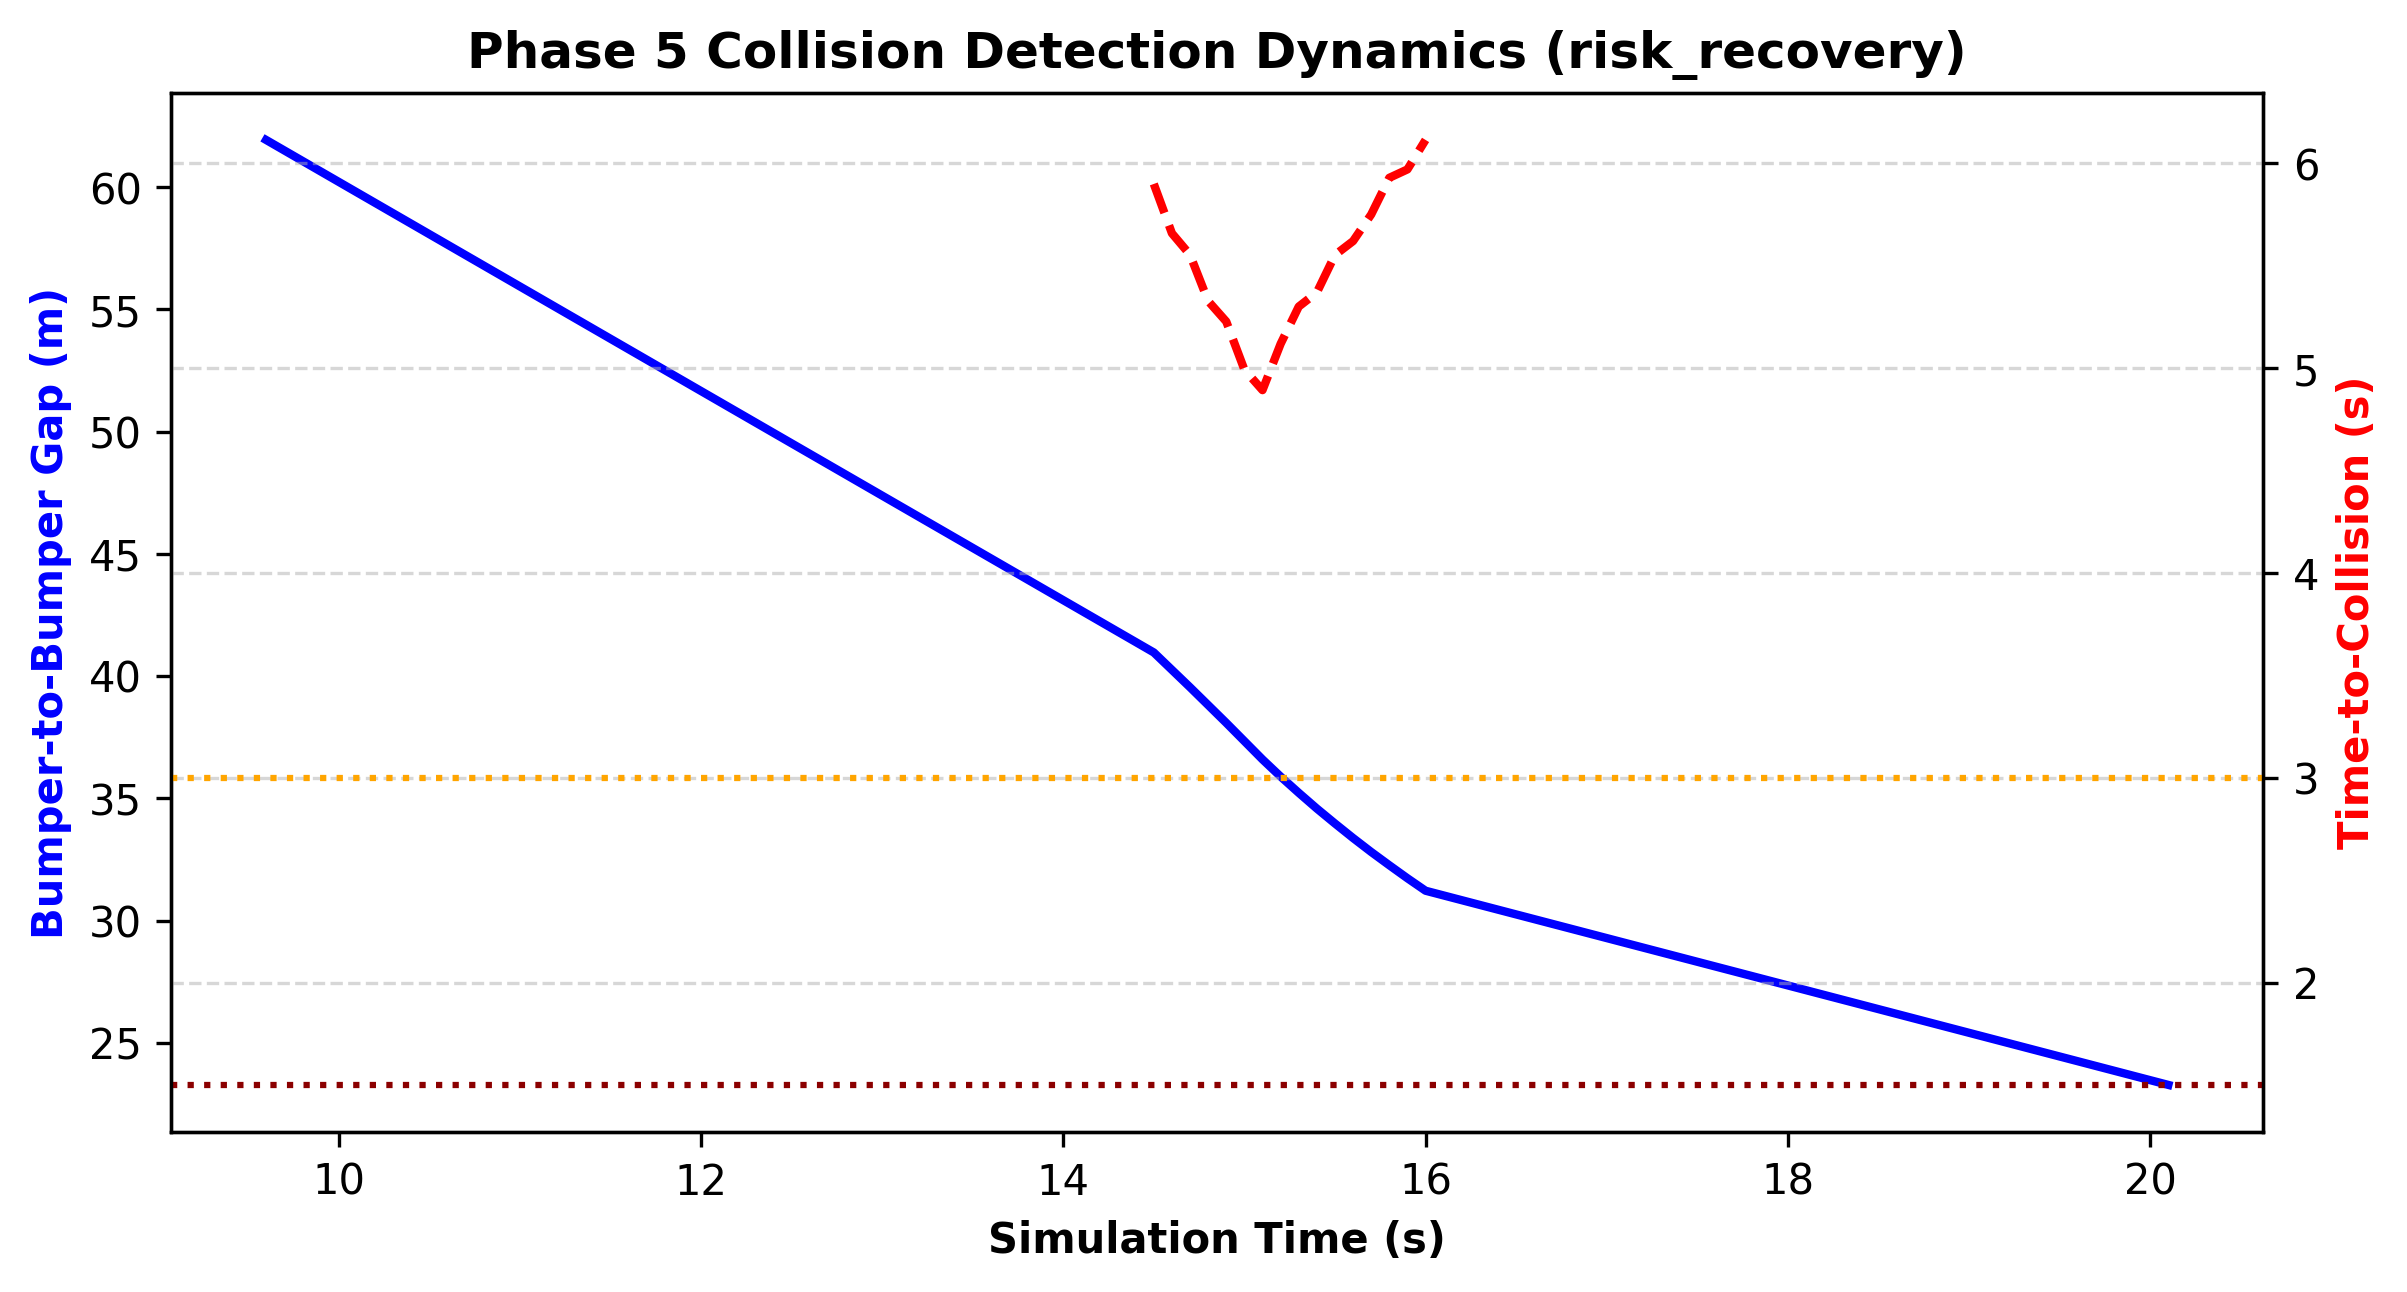 Phase 5 Collision Detection Dynamics (risk_recovery)
Bumper-to-Bumper Gap (m)
60
55
50
45
40
35
30
25
6
5
4
3
2
Time-to-Collision (s)
10 12 14 16 18 20
Simulation Time (s)